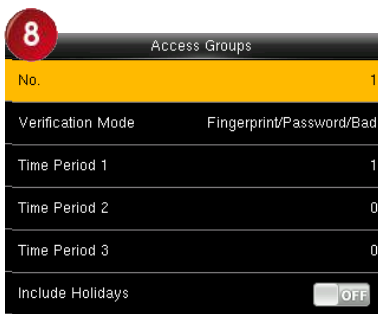 8
Access Groups
No. 1
Verification Mode Fingerprint/Password/Bad
Time Period 1 1
Time Period 2 0
Time Period 3 0
Include Holidays OFF